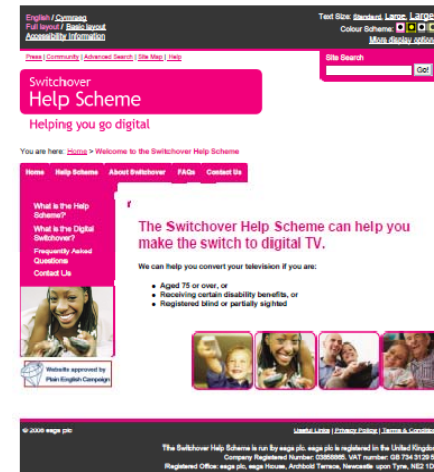 English / Cymraeg
Full layout / Basic layout
Accessibility Information
Text Size: Standard, Large, Large
Colour Scheme:
More display option
Press | Community | Advanced Search | Site Map | Help
Site Search
Go!
Switchover
Help Scheme
Helping you go digital
You are here: Home > Welcome to the Switchover Help Scheme
Home Help Scheme About Switchover FAQs Contact Us
What is the Help
Scheme?
What is the Digital
Switchover?
Frequently Asked
Questions
Contact Us
The Switchover Help Scheme can help you
make the switch to digital TV.
We can help you convert your television if you are:
Aged 75 or over, or
Receiving certain disability benefits, or
Registered blind or partially sighted
Website approved by
Plain English Campaign
© 2008 eaga plc
Useful Links | Privacy Policy | Terms & Condition
The Switchover Help Scheme is run by eaga plc. eaga plc is registered in the United Kingdo
Company Registered Number: VAT number: GB 734 3129 5
Registered Office: eaga plc, eaga House, Archbold Terrace, Newcastle upon Tyne, NE2 1D